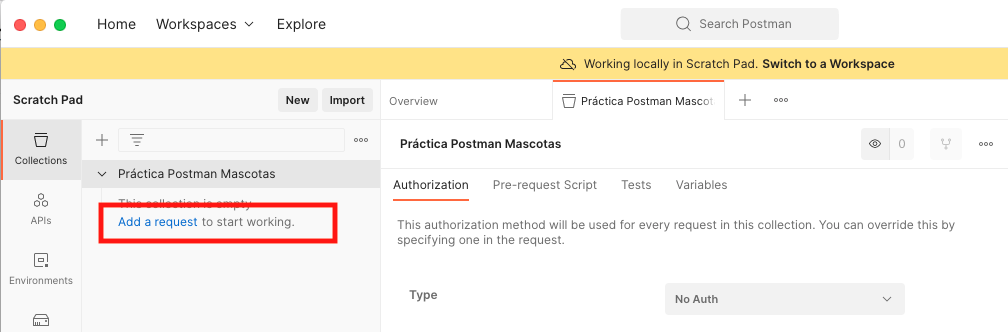 Home Workspaces Explore Search Postman
Working locally in Scratch Pad. Switch to a Workspace
Scratch Pad New Import
Overview Práctica Postman Mascot
Collections
APIs
Environments
Práctica Postman Mascotas
This collection is empty
Add a request to start working.
Práctica Postman Mascotas 0
Authorization Pre-request Script Tests Variables
This authorization method will be used for every request in this collection. You can override this by
specifying one in the request.
Type No Auth